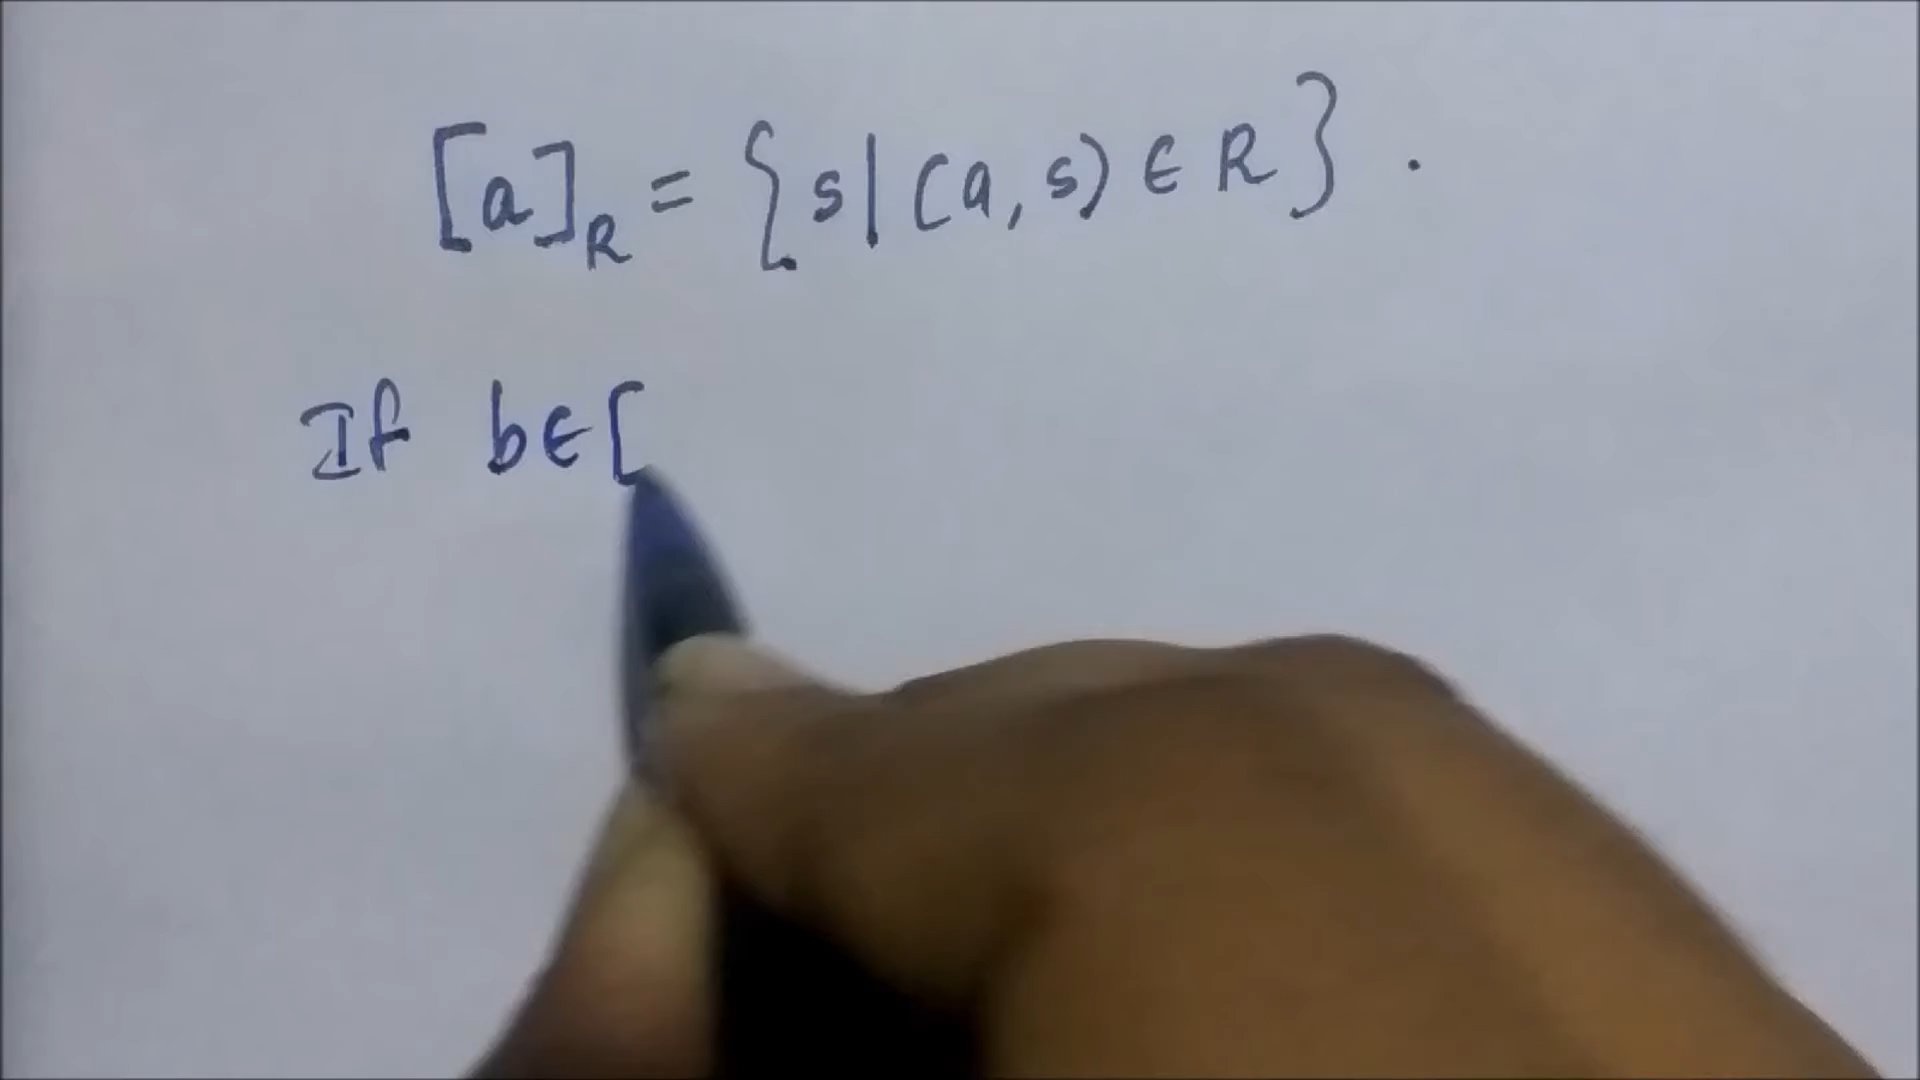 [a]_R = {s | (a, s) ∈ R} .
If b ∈ [